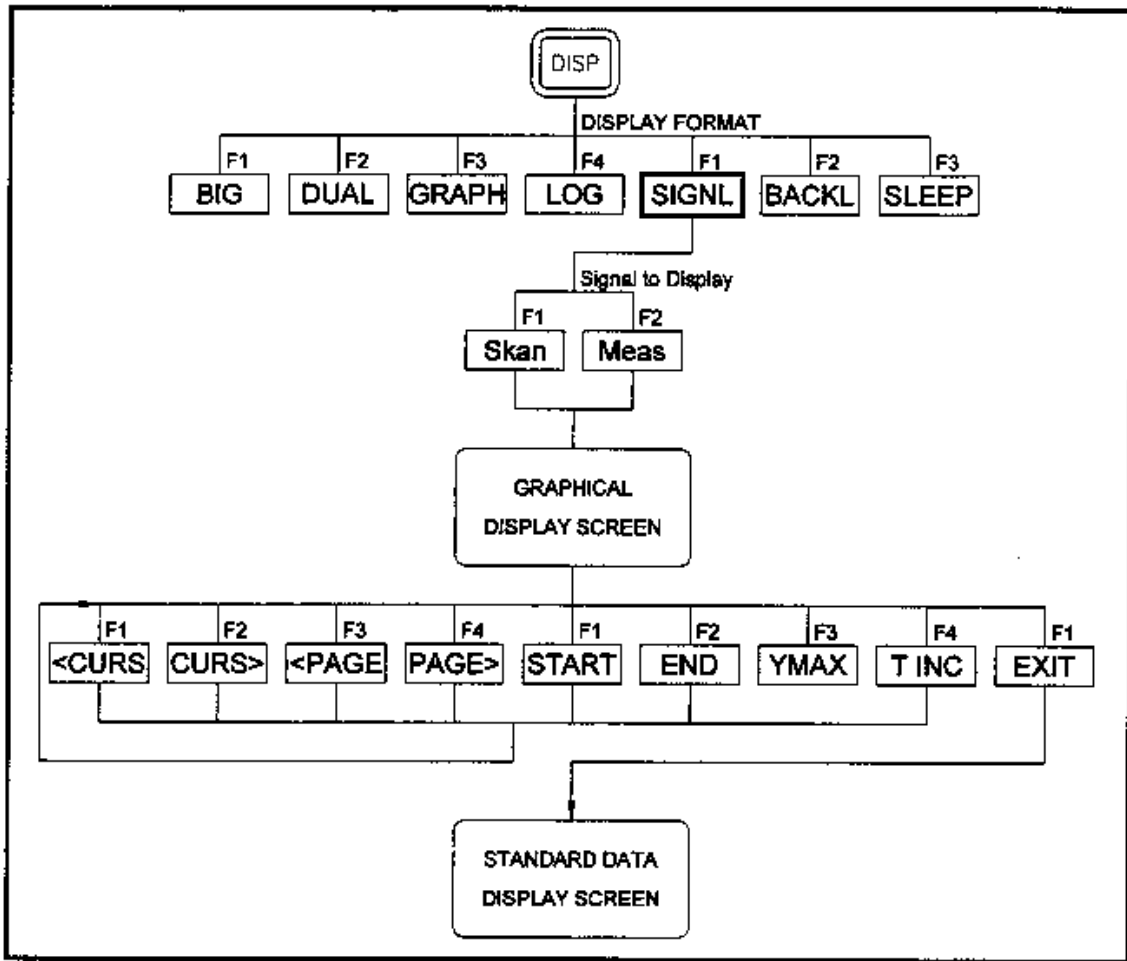 DISP
DISPLAY FORMAT
F1 F2 F3 F4 F1 F2 F3
BIG DUAL GRAPH LOG SIGNL BACKL SLEEP
Signal to Display
F1 F2
Skan Meas
GRAPHICAL
DISPLAY SCREEN
F1 F2 F3 F4 F1 F2 F3 F4 F1
<CURS CURS> <PAGE PAGE> START END YMAX T INC EXIT
STANDARD DATA
DISPLAY SCREEN